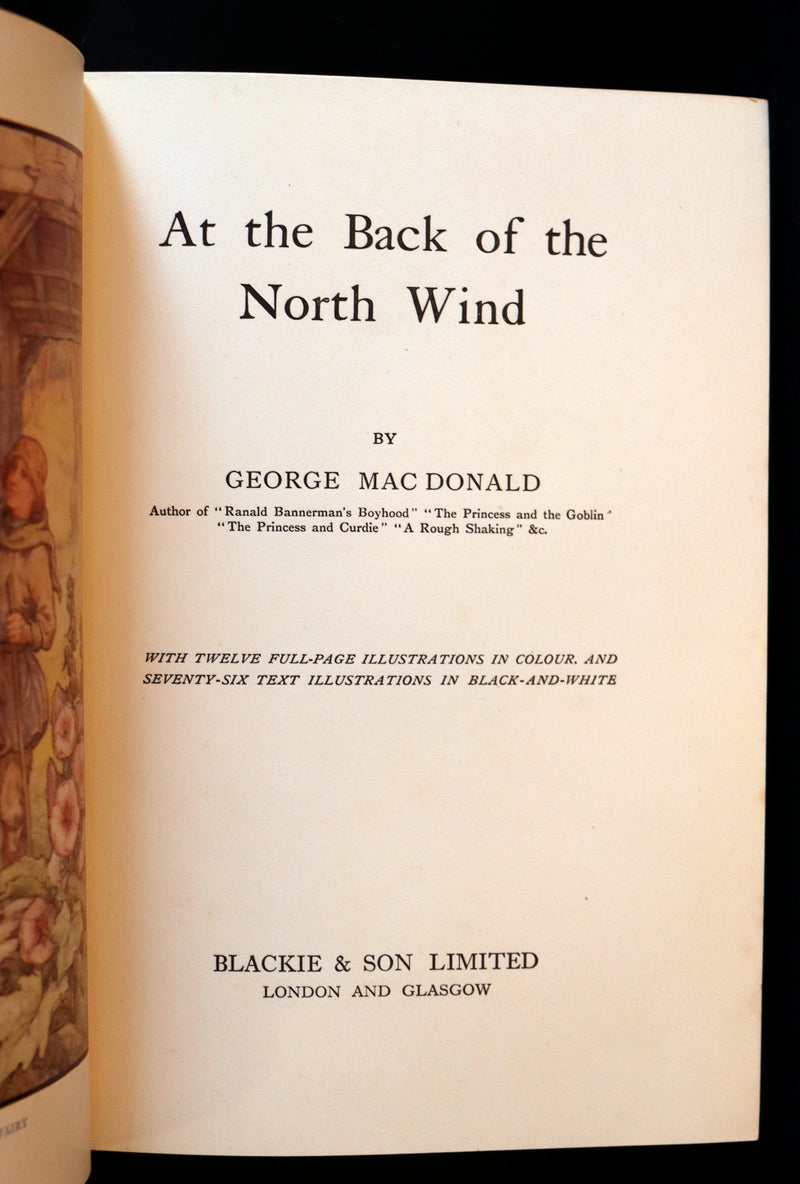 At the Back of the
North Wind
BY
GEORGE MAC DONALD
Author of "Ranald Bannerman's Boyhood" "The Princess and the Goblin"
"The Princess and Curdie" "A Rough Shaking" &c.
WITH TWELVE FULL-PAGE ILLUSTRATIONS IN COLOUR, AND
SEVENTY-SIX TEXT ILLUSTRATIONS IN BLACK-AND-WHITE
BLACKIE & SON LIMITED
LONDON AND GLASGOW